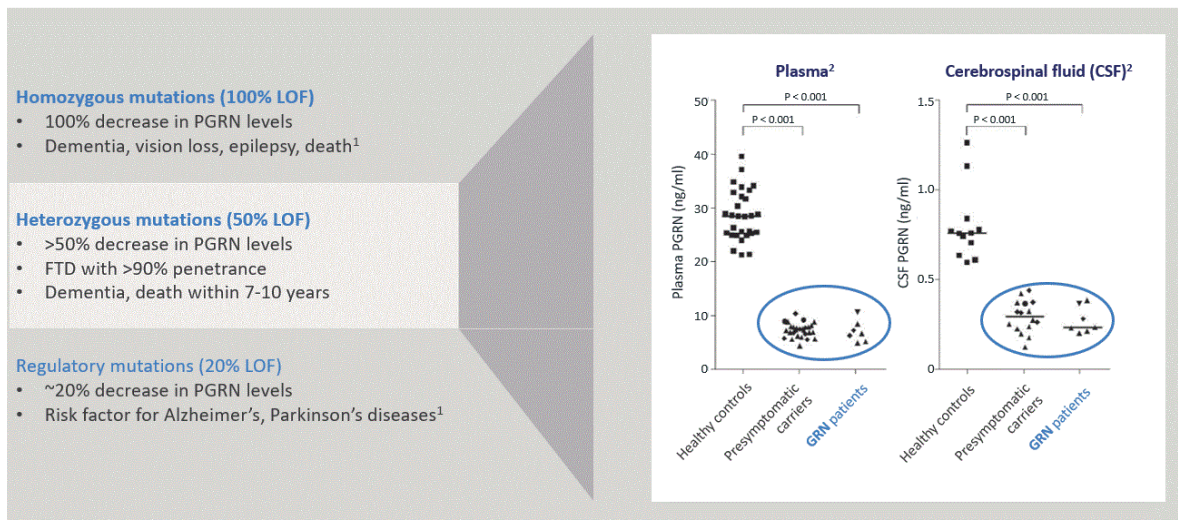 Homozygous mutations (100% LOF)
• 100% decrease in PGRN levels
• Dementia, vision loss, epilepsy, death¹
Heterozygous mutations (50% LOF)
• >50% decrease in PGRN levels
• FTD with >90% penetrance
• Dementia, death within 7-10 years
Regulatory mutations (20% LOF)
• ~20% decrease in PGRN levels
• Risk factor for Alzheimer’s, Parkinson’s diseases¹
Plasma²
P < 0.001
P < 0.001
Plasma PGRN (ng/ml)
50
40
30
20
10
0
Healthy controls
Presymptomatic
carriers
GRN patients
Cerebrospinal fluid (CSF)²
P < 0.001
P < 0.001
CSF PGRN (ng/ml)
1.5
1.0
0.5
0
Healthy controls
Presymptomatic
carriers
GRN patients